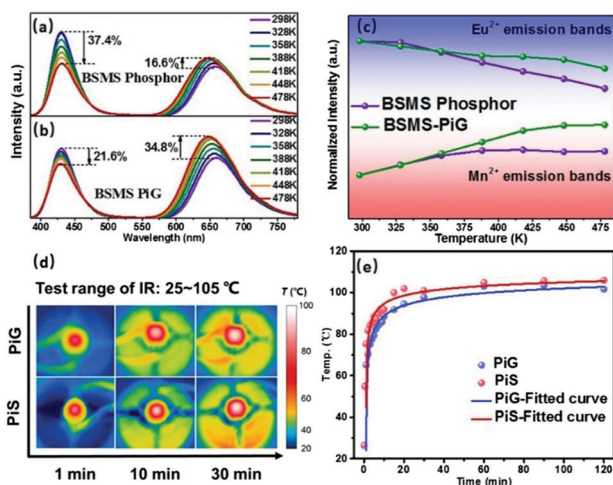 (a)
37.4%
BSMS Phosphor
16.6%
298K
328K
358K
388K
418K
448K
478K
(b)
21.6%
BSMS PiG
34.8%
298K
328K
358K
388K
418K
448K
478K
Intensity (a.u.)
400 450 500 550 600 650 700 750
Wavelength (nm)
(c)
Eu²⁺ emission bands
BSMS Phosphor
BSMS-PiG
Mn²⁺ emission bands
Normalized Intensity (a.u.)
300 325 350 375 400 425 450 475
Temperature (K)
(d)
Test range of IR: 25~105 ℃
T (℃)
100
80
60
40
20
PiG
PiS
1 min 10 min 30 min
(e)
120
100
80
60
40
20
Temp. (℃)
PiG
PiS
PiG-Fitted curve
PiS-Fitted curve
0 20 40 60 80 100 120
Time (min)